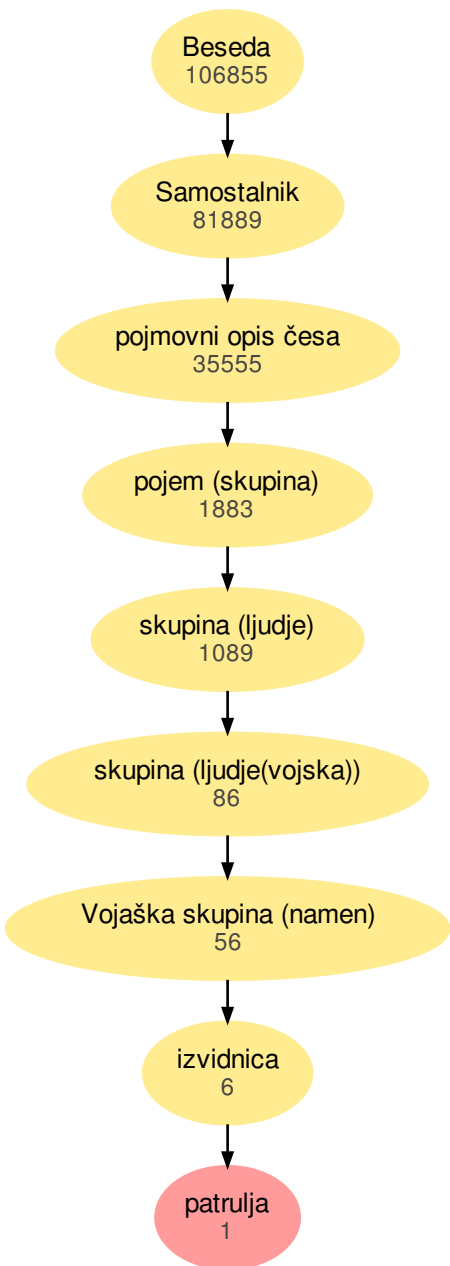 Beseda
106855
Samostalnik
81889
pojmovni opis česa
35555
pojem (skupina)
1883
skupina (ljudje)
1089
skupina (ljudje(vojska))
86
Vojaška skupina (namen)
56
izvidnica
6
patrulja
1